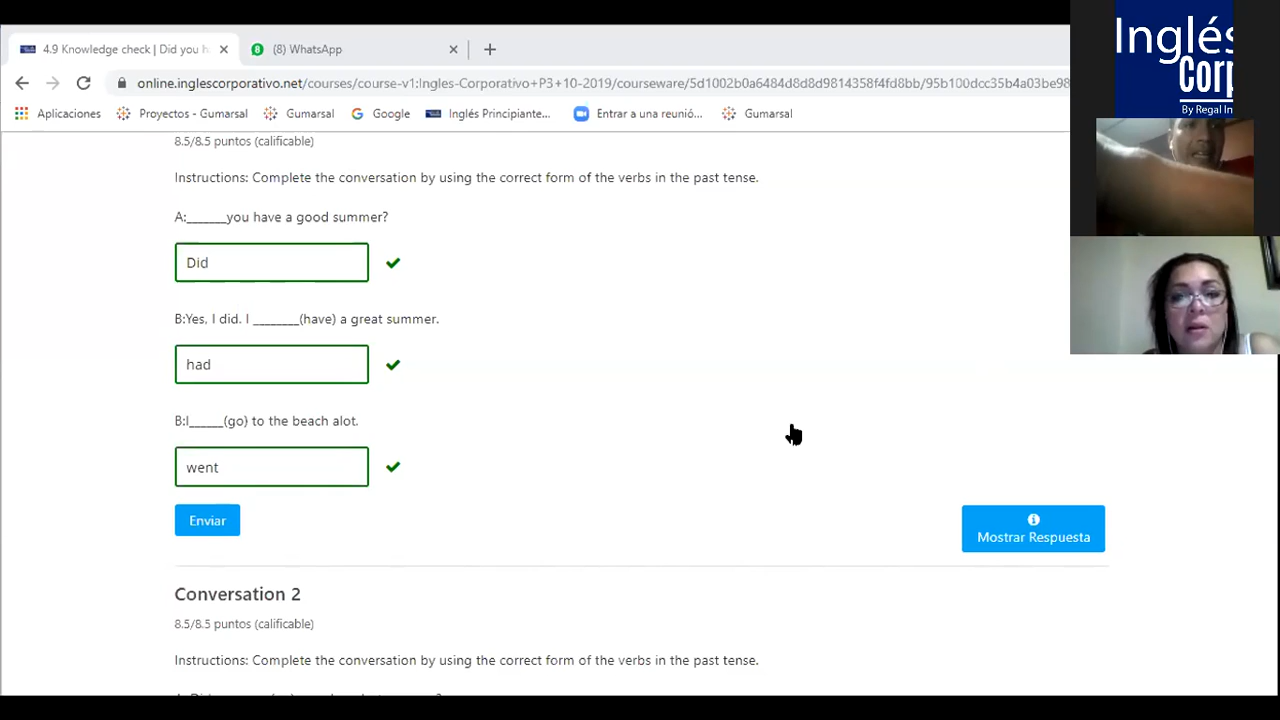 4.9 Knowledge check | Did you h
(8) WhatsApp
online.inglescorporativo.net/courses/course-v1:Ingles-Corporativo+P3+10-2019/courseware/5d1002b0a6484d8d8d9814358f4fd8bb/95b100dcc35b4a03be98
Aplicaciones
Proyectos - Gumarsal
Gumarsal
Google
Inglés Principiante...
Entrar a una reunió...
Gumarsal
Inglés
Corp
By Regal In
8.5/8.5 puntos (calificable)
Instructions: Complete the conversation by using the correct form of the verbs in the past tense.
A:_______you have a good summer?
Did
B:Yes, I did. I ________(have) a great summer.
had
B:I______(go) to the beach alot.
went
Enviar
Mostrar Respuesta
Conversation 2
8.5/8.5 puntos (calificable)
Instructions: Complete the conversation by using the correct form of the verbs in the past tense.